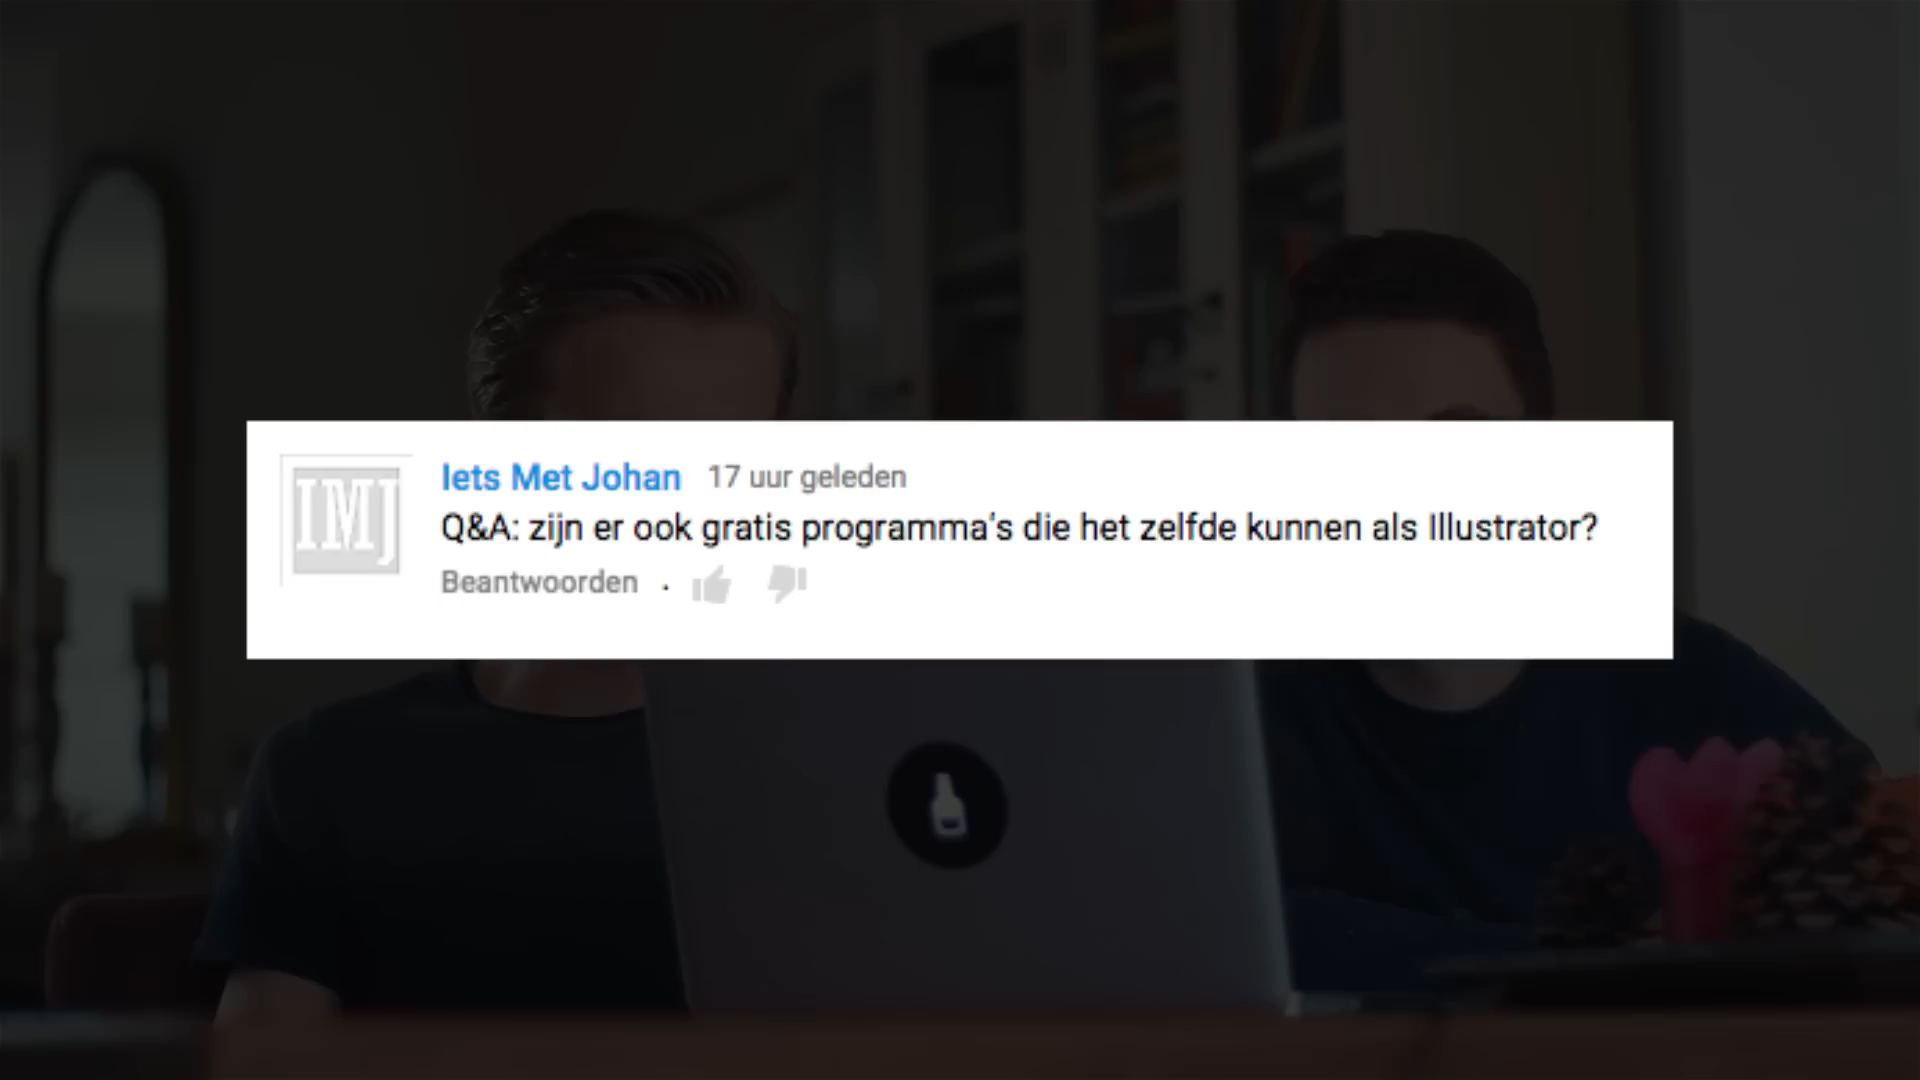 IMJ
Iets Met Johan 17 uur geleden
Q&A: zijn er ook gratis programma's die het zelfde kunnen als Illustrator?
Beantwoorden .